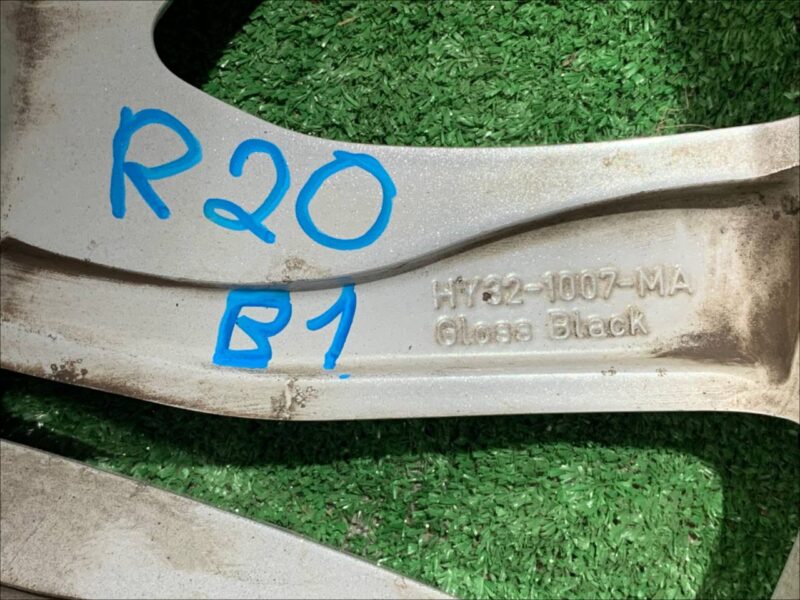 R20
B1
HY32-1007-MA
Gloss Black